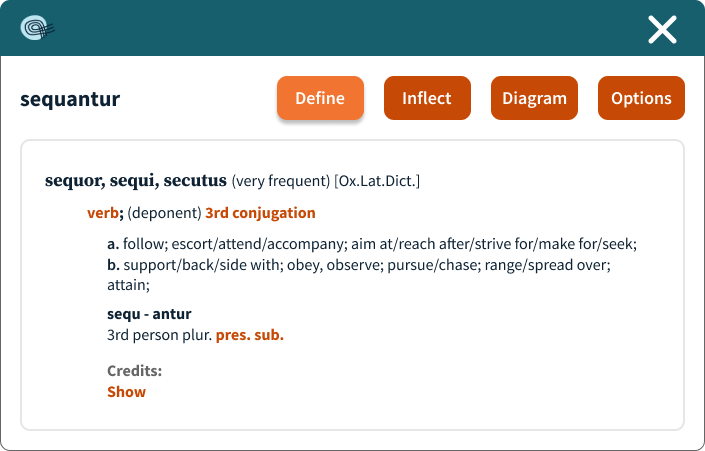 sequantur
Define
Inflect
Diagram
Options
sequor, sequi, secutus (very frequent) [Ox.Lat.Dict.]
verb; (deponent) 3rd conjugation
a. follow; escort/attend/accompany; aim at/reach after/strive for/make for/seek;
b. support/back/side with; obey, observe; pursue/chase; range/spread over;
attain;
sequ - antur
3rd person plur. pres. sub.
Credits:
Show